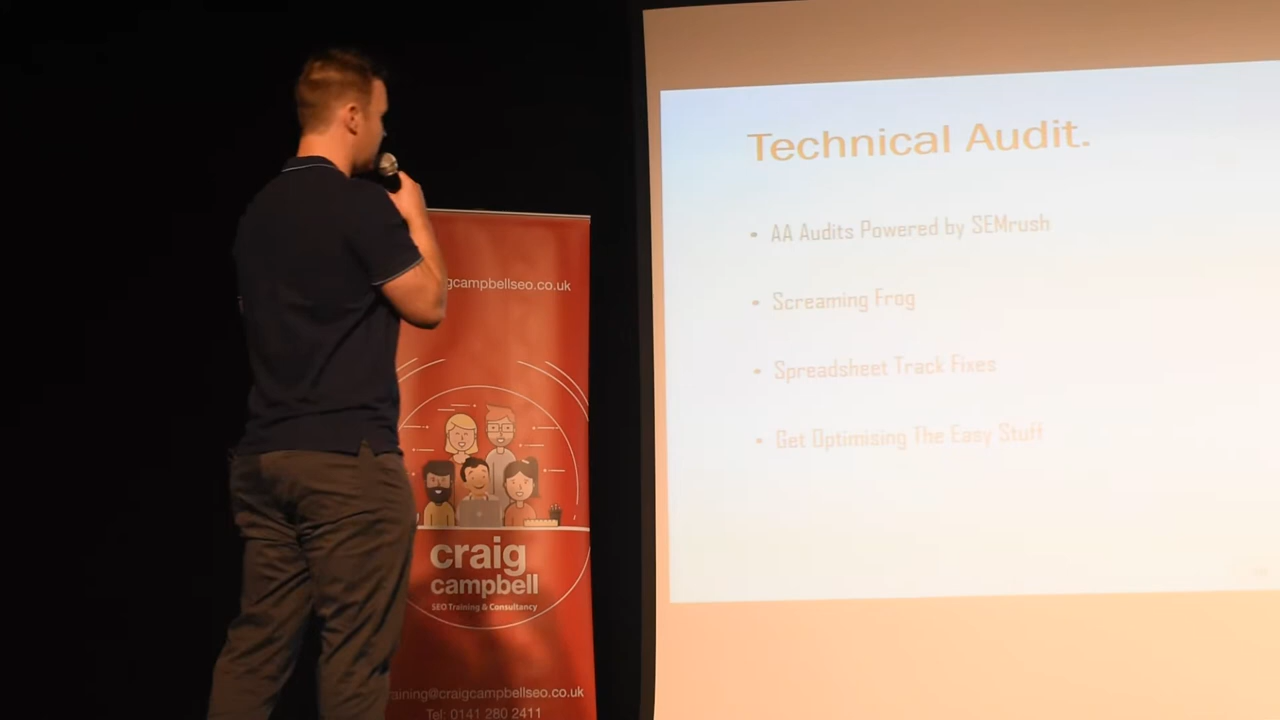 gcampbellseo.co.uk
craig
campbell
SEO Training & Consultancy
aining@craigcampbellseo.co.uk
Tel: 0141 280 2411
Technical Audit.
• AA Audits Powered by SEMrush
• Screaming Frog
• Spreadsheet Track Fixes
• Get Optimising The Easy Stuff